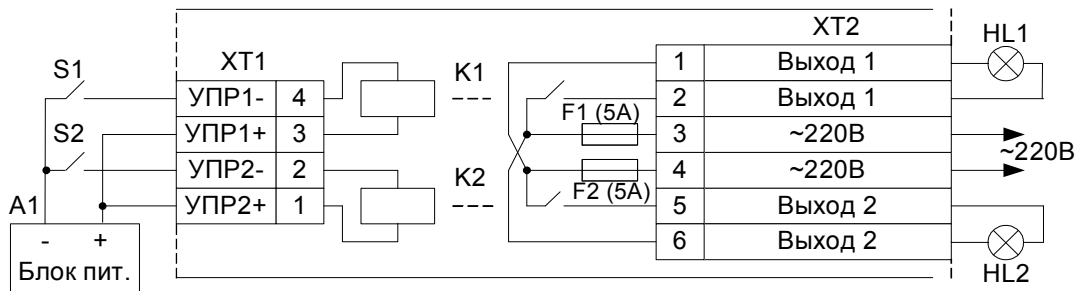 XT2
HL1
S1
XT1
K1
1 Выход 1
УПР1- 4
2 Выход 1
F1 (5А)
S2
УПР1+ 3
3 ~220В
~220В
УПР2- 2
K2
4 ~220В
F2 (5А)
A1
УПР2+ 1
5 Выход 2
- +
6 Выход 2
Блок пит.
HL2